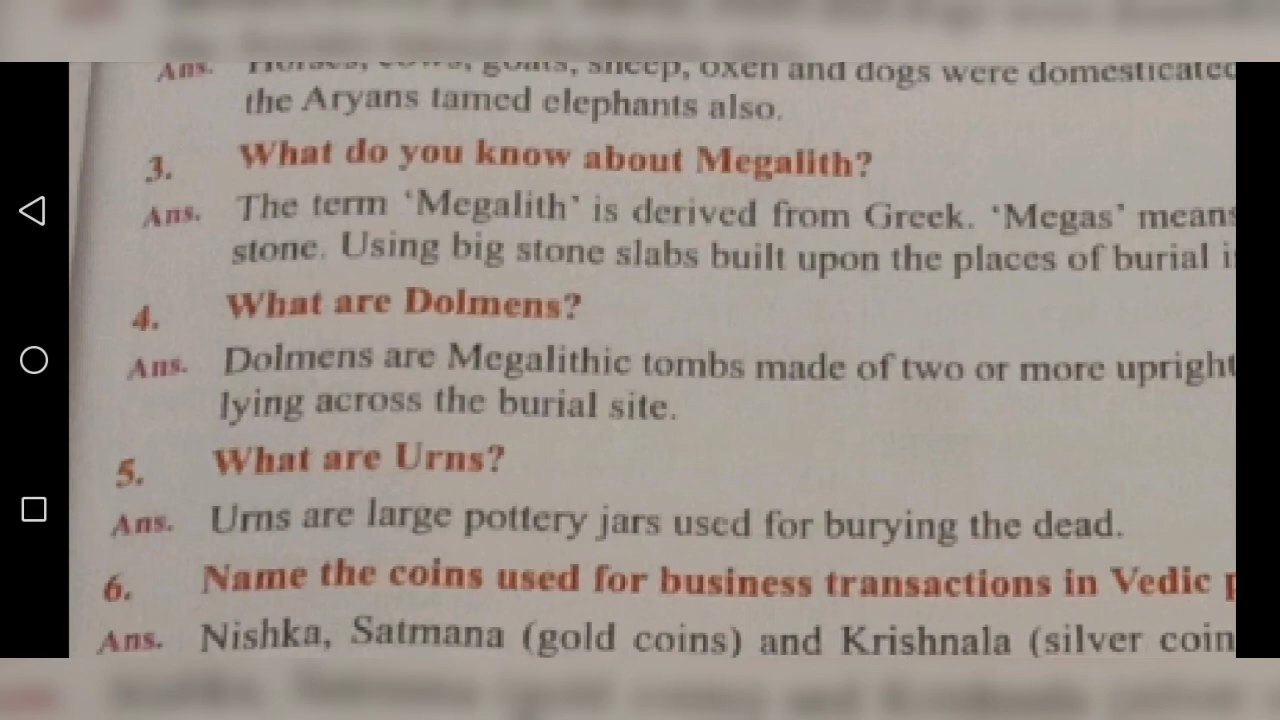 Ans. Horses, cows, goats, sheep, oxen and dogs were domesticated
the Aryans tamed elephants also.
3. What do you know about Megalith?
Ans. The term ‘Megalith’ is derived from Greek. ‘Megas’ means
stone. Using big stone slabs built upon the places of burial
4. What are Dolmens?
Ans. Dolmens are Megalithic tombs made of two or more upright
lying across the burial site.
5. What are Urns?
Ans. Urns are large pottery jars used for burying the dead.
6. Name the coins used for business transactions in Vedic
Ans. Nishka, Satmana (gold coins) and Krishnala (silver coin